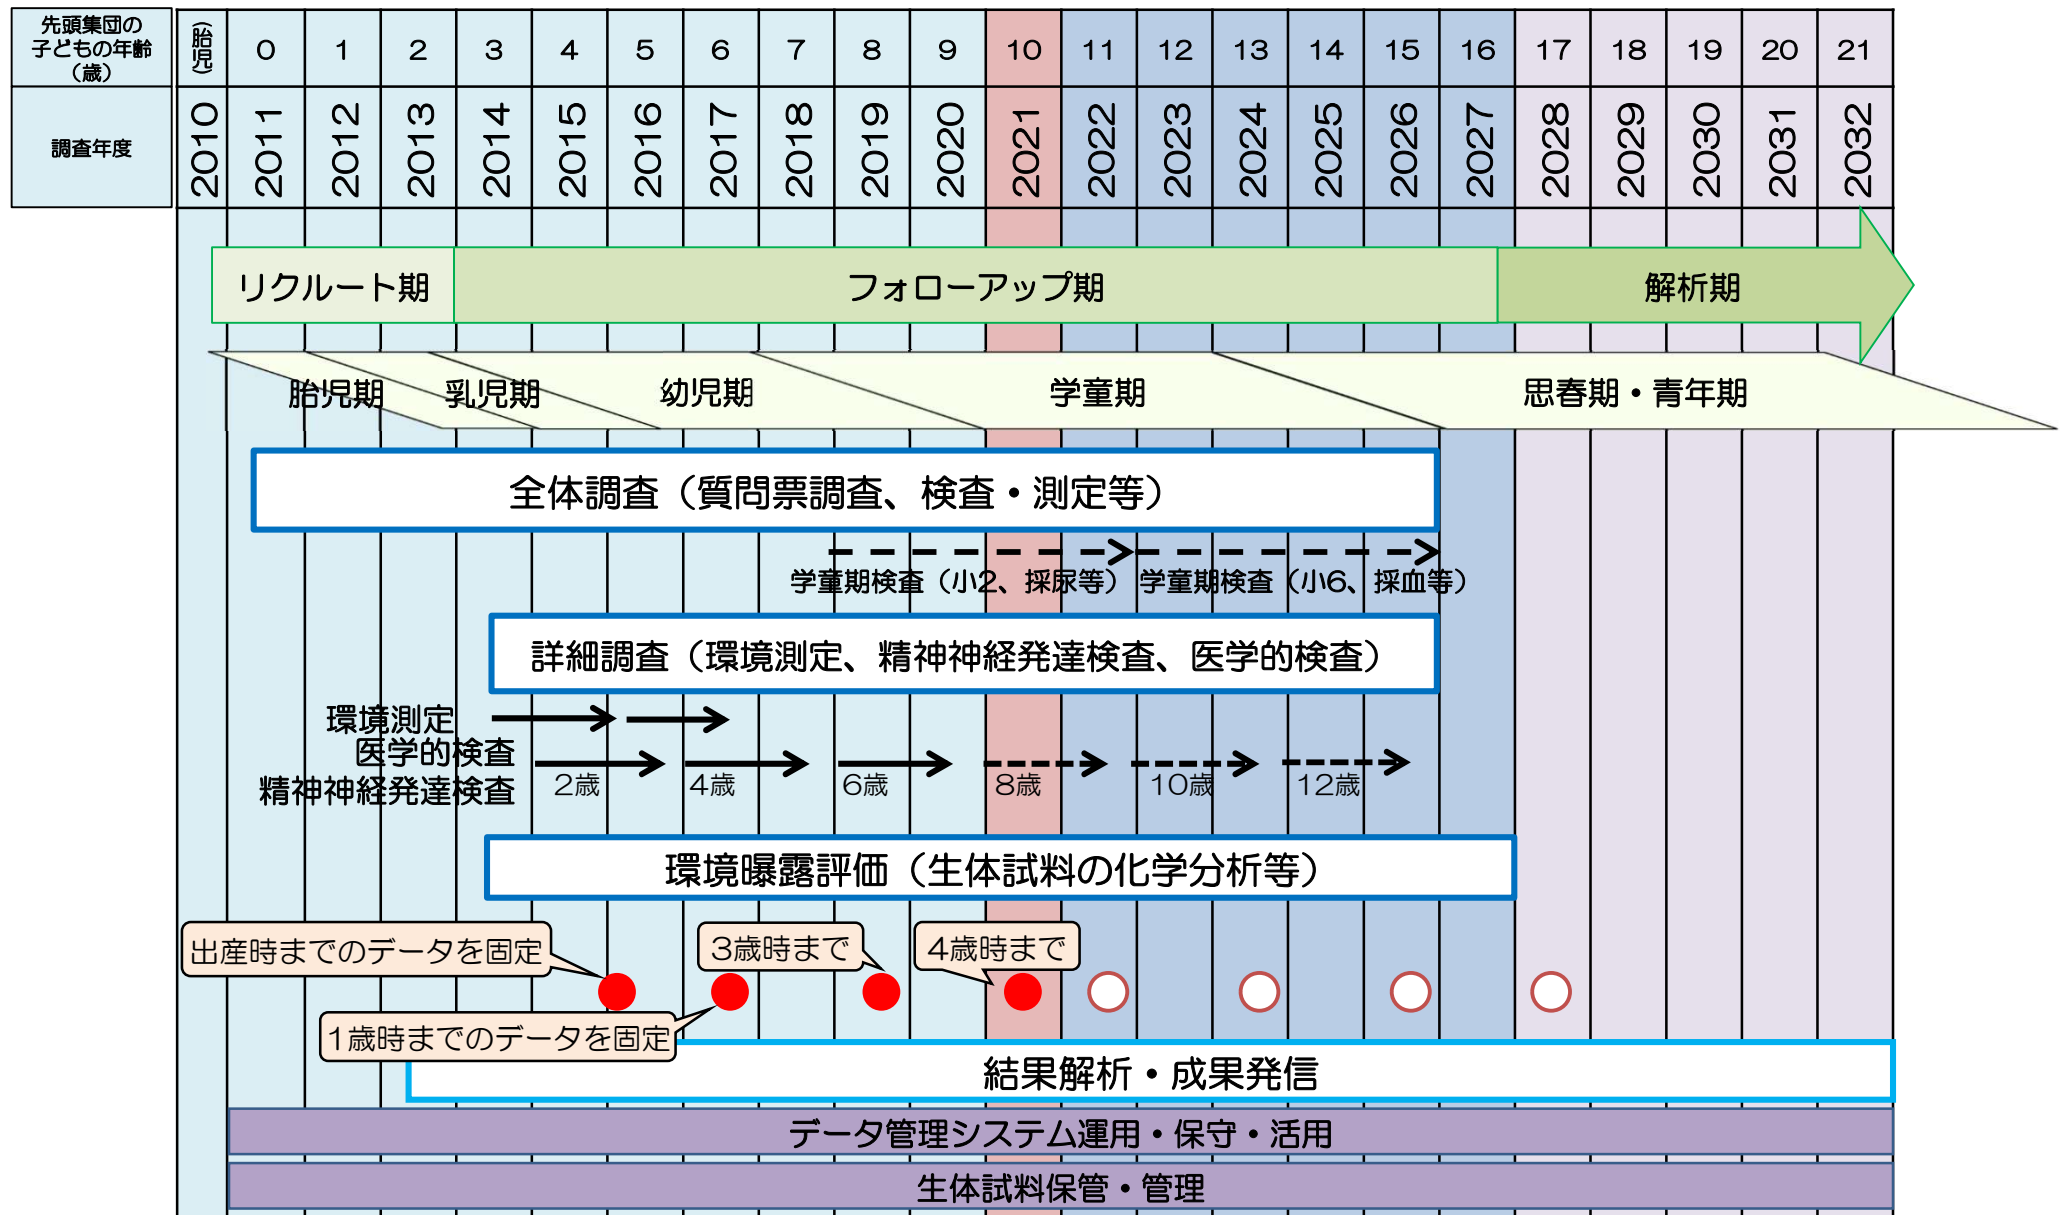 先頭集団の
子どもの年齢
（歳）
（胎児）
0 1 2 3 4 5 6 7 8 9 10 11 12 13 14 15 16 17 18 19 20 21
調査年度
2010 2011 2012 2013 2014 2015 2016 2017 2018 2019 2020 2021 2022 2023 2024 2025 2026 2027 2028 2029 2030 2031 2032
リクルート期 フォローアップ期 解析期
胎児期 乳児期 幼児期 学童期 思春期・青年期
全体調査（質問票調査、検査・測定等）
学童期検査（小2、採尿等） 学童期検査（小6、採血等）
詳細調査（環境測定、精神神経発達検査、医学的検査）
環境測定
医学的検査
精神神経発達検査
2歳 4歳 6歳 8歳 10歳 12歳
環境曝露評価（生体試料の化学分析等）
出産時までのデータを固定 3歳時まで 4歳時まで
1歳時までのデータを固定
結果解析・成果発信
データ管理システム運用・保守・活用
生体試料保管・管理